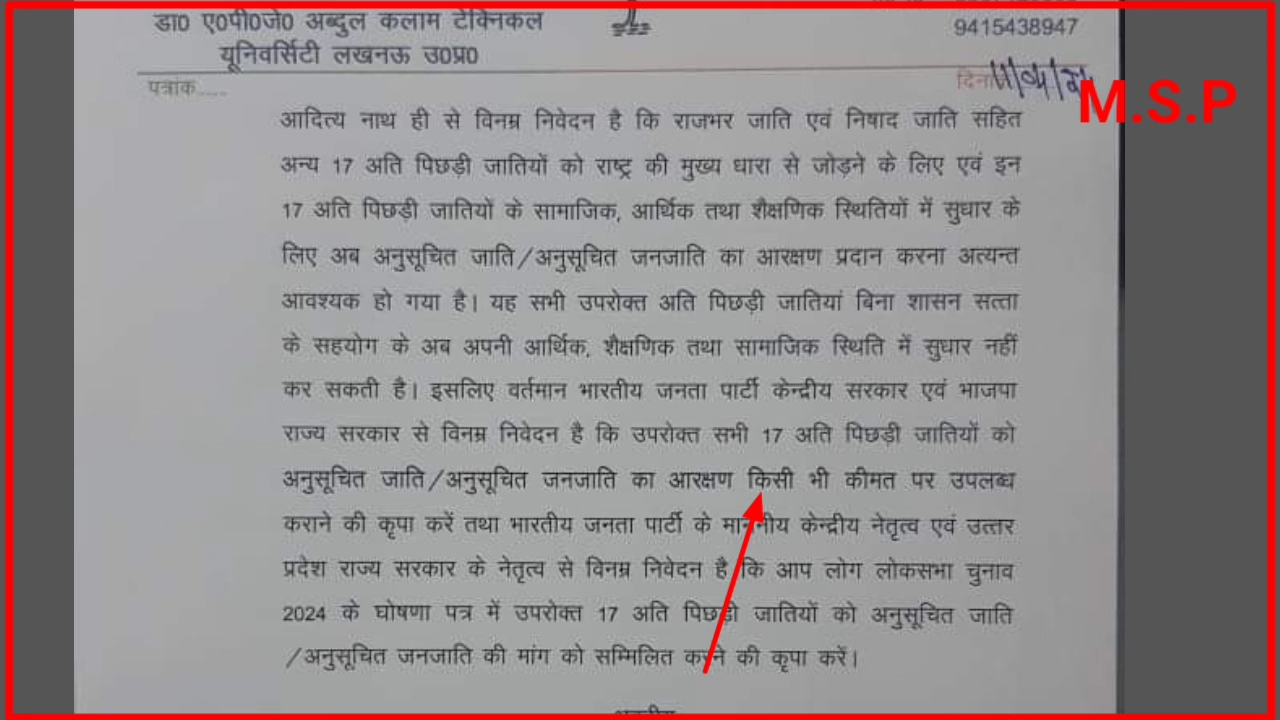 डा0 ए0पी0जे0 अब्दुल कलाम टेक्निकल
यूनिवर्सिटी लखनऊ उ0प्र0
9415438947
पत्रांक.....
दिनां 11/04/24
M.S.P
आदित्य नाथ ही से विनम्र निवेदन है कि राजभर जाति एवं निषाद जाति सहित
अन्य 17 अति पिछड़ी जातियों को राष्ट्र की मुख्य धारा से जोड़ने के लिए एवं इन
17 अति पिछड़ी जातियों के सामाजिक, आर्थिक तथा शैक्षणिक स्थितियों में सुधार के
लिए अब अनुसूचित जाति/अनुसूचित जनजाति का आरक्षण प्रदान करना अत्यन्त
आवश्यक हो गया है। यह सभी उपरोक्त अति पिछड़ी जातियां बिना शासन सत्ता
के सहयोग के अब अपनी आर्थिक, शैक्षणिक तथा सामाजिक स्थिति में सुधार नहीं
कर सकती है। इसलिए वर्तमान भारतीय जनता पार्टी केन्द्रीय सरकार एवं भाजपा
राज्य सरकार से विनम्र निवेदन है कि उपरोक्त सभी 17 अति पिछड़ी जातियों को
अनुसूचित जाति/अनुसूचित जनजाति का आरक्षण किसी भी कीमत पर उपलब्ध
कराने की कृपा करें तथा भारतीय जनता पार्टी के माननीय केन्द्रीय नेतृत्व एवं उत्तर
प्रदेश राज्य सरकार के नेतृत्व से विनम्र निवेदन है कि आप लोग लोकसभा चुनाव
2024 के घोषणा पत्र में उपरोक्त 17 अति पिछड़ी जातियों को अनुसूचित जाति
/अनुसूचित जनजाति की मांग को सम्मिलित करने की कृपा करें।